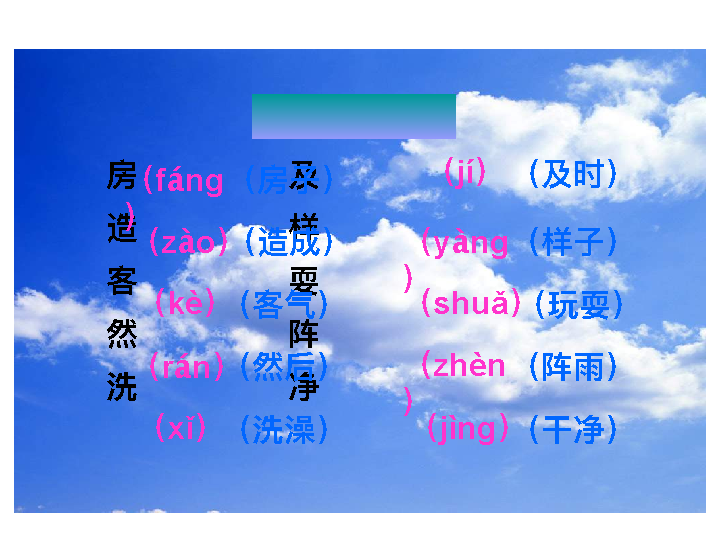 房（fáng）（房子）及（jí）（及时）
造（zào）（造成）样（yàng）（样子）
客（kè）（客气）耍（shuǎ）（玩耍）
然（rán）（然后）阵（zhèn）（阵雨）
洗（xǐ）（洗澡）净（jìng）（干净）